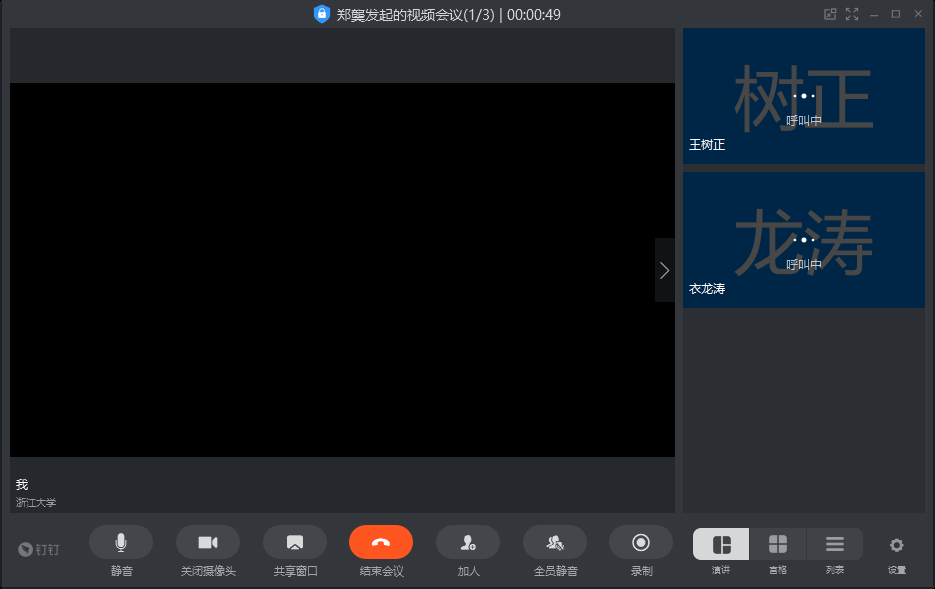 郑龑发起的视频会议(1/3) | 00:00:49
树正
呼叫中
王树正
龙涛
呼叫中
衣龙涛
我
浙江大学
钉钉
静音
关闭摄像头
共享窗口
结束会议
加人
全员静音
录制
演讲
宫格
列表
设置